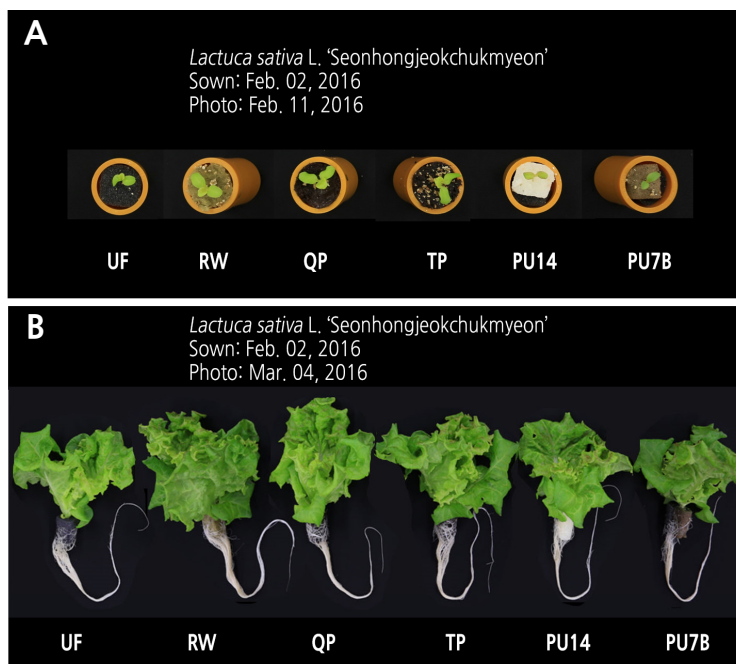 A
Lactuca sativa L. ‘Seonhongjeokchukmyeon’
Sown: Feb. 02, 2016
Photo: Feb. 11, 2016
UF RW QP TP PU14 PU7B
B
Lactuca sativa L. ‘Seonhongjeokchukmyeon’
Sown: Feb. 02, 2016
Photo: Mar. 04, 2016
UF RW QP TP PU14 PU7B